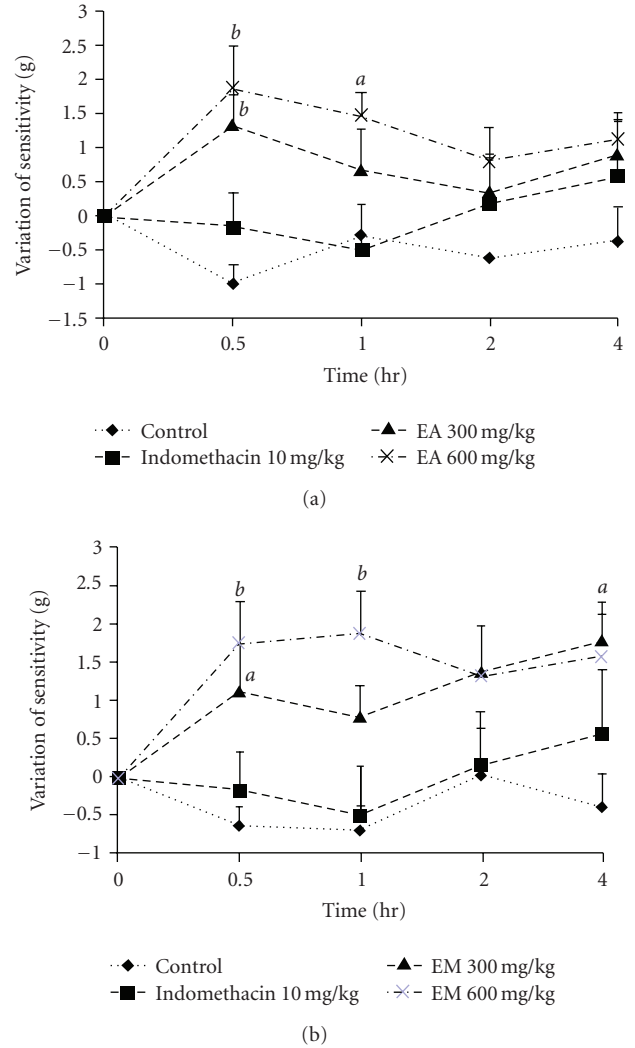 3
2.5
2
1.5
1
0.5
0
−0.5
−1
−1.5
Variation of sensitivity (g)
b
b
a
0 0.5 1 2 4
Time (hr)
Control EA 300 mg/kg
Indomethacin 10 mg/kg EA 600 mg/kg
(a)
3
2.5
2
1.5
1
0.5
0
−0.5
−1
Variation of sensitivity (g)
b
a
b
a
0 0.5 1 2 4
Time (hr)
Control EM 300 mg/kg
Indomethacin 10 mg/kg EM 600 mg/kg
(b)